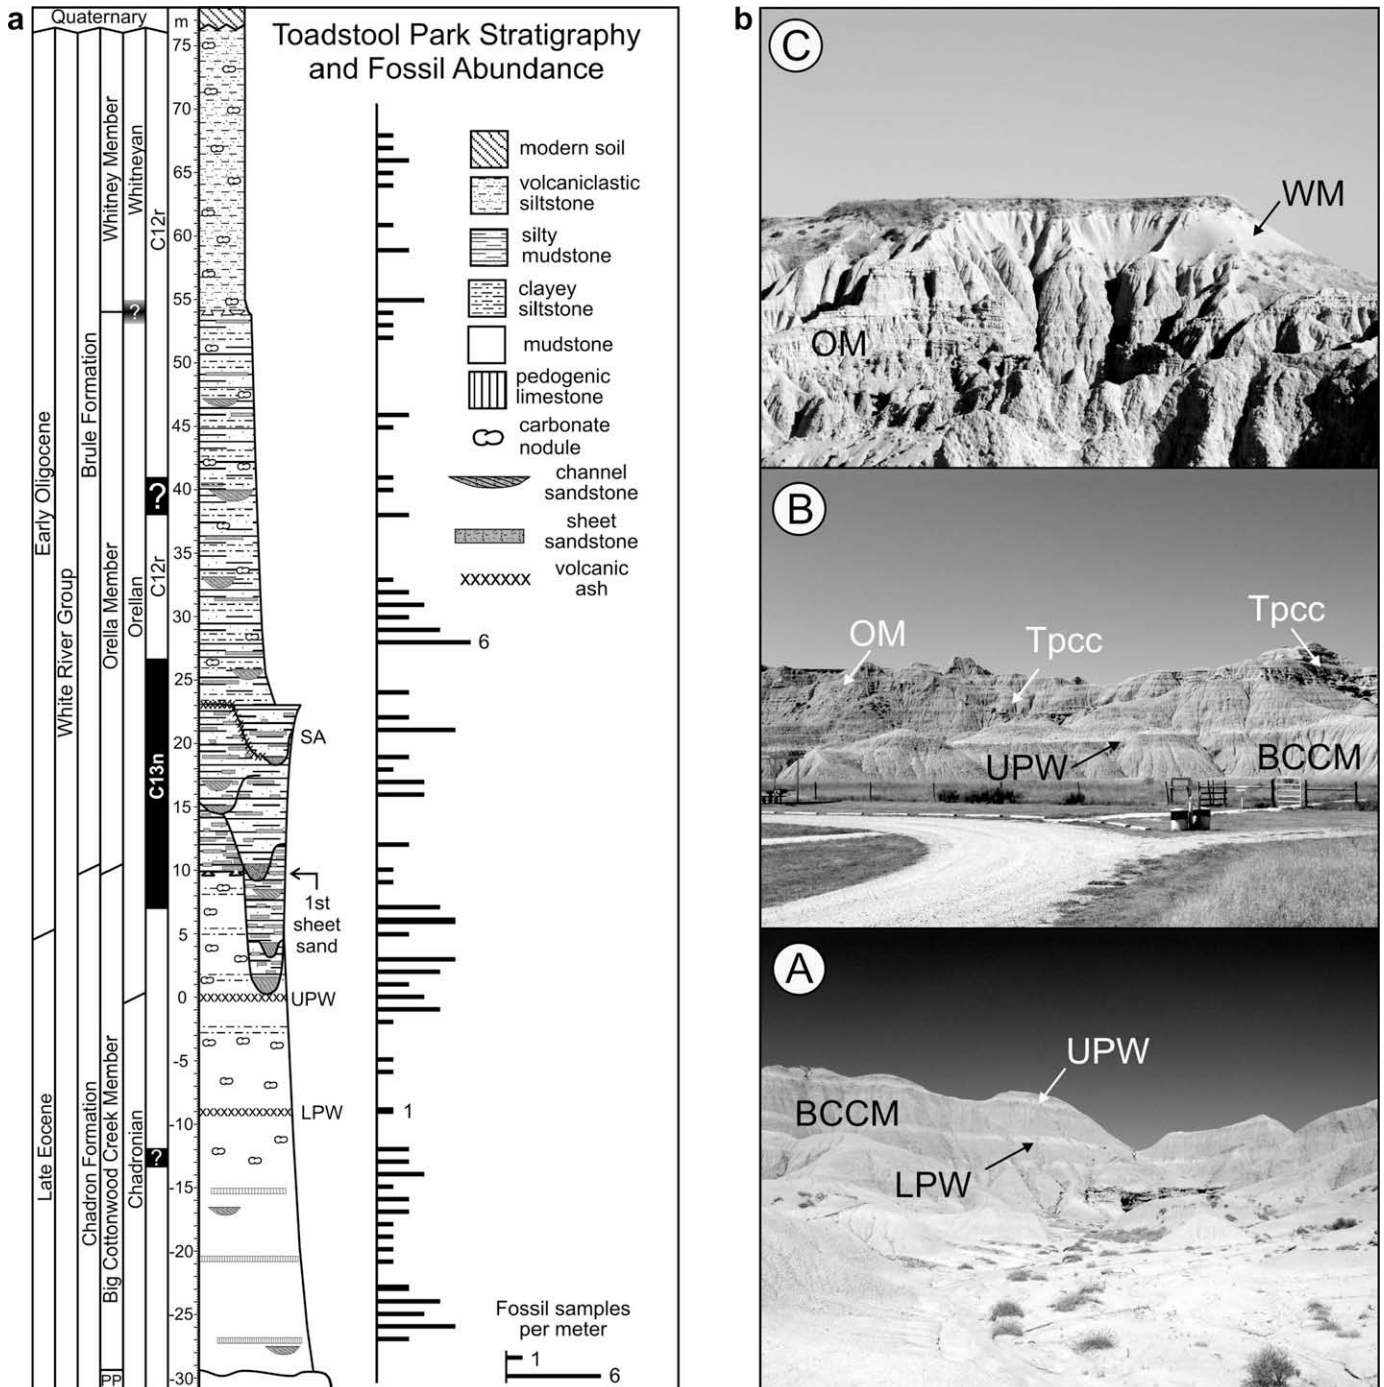 a
Quaternary
m
Toadstool Park Stratigraphy
and Fossil Abundance
75
70
65
60
55
50
45
40
35
30
25
20
15
10
5
0
-5
-10
-15
-20
-25
-30
Early Oligocene
Late Eocene
White River Group
Brule Formation
Chadron Formation
Whitney Member
Orella Member
Big Cottonwood Creek Member
PP
Whitneyan
?
Orellan
Chadronian
C12r
?
C12r
C13n
?
SA
1st
sheet
sand
UPW
LPW
6
1
modern soil
volcaniclastic
siltstone
silty
mudstone
clayey
siltstone
mudstone
pedogenic
limestone
carbonate
nodule
channel
sandstone
sheet
sandstone
volcanic
ash
Fossil samples
per meter
1
6
b
C
WM
OM
B
OM
Tpcc
Tpcc
UPW
BCCM
A
UPW
BCCM
LPW